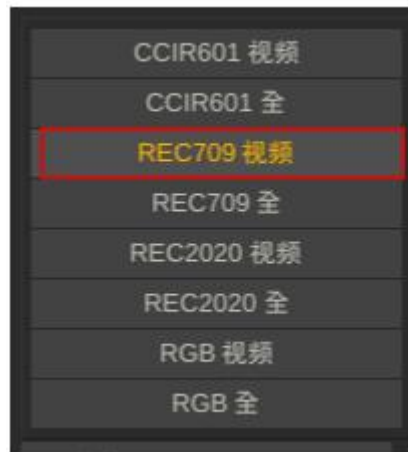 CCIR601 视频
CCIR601 全
REC709 视频
REC709 全
REC2020 视频
REC2020 全
RGB 视频
RGB 全